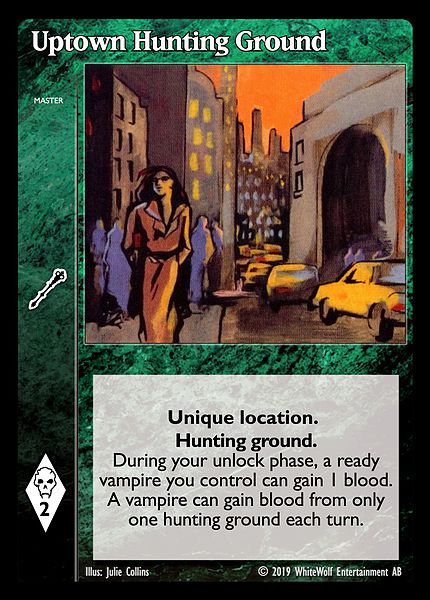 Uptown Hunting Ground
MASTER
Unique location.
Hunting ground.
During your unlock phase, a ready
vampire you control can gain 1 blood.
A vampire can gain blood from only
one hunting ground each turn.
2
Illus: Julie Collins
© 2019 WhiteWolf Entertainment AB